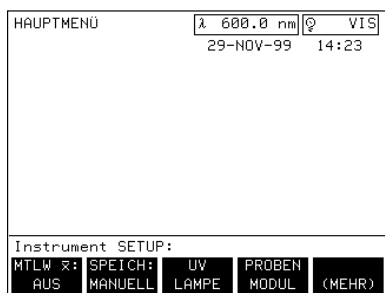 HAUPTMENÜ λ 600.0 nm VIS
29-NOV-99 14:23
Instrument SETUP:
MTLW x̅: SPEICH: UV PROBEN
AUS MANUELL LAMPE MODUL (MEHR)